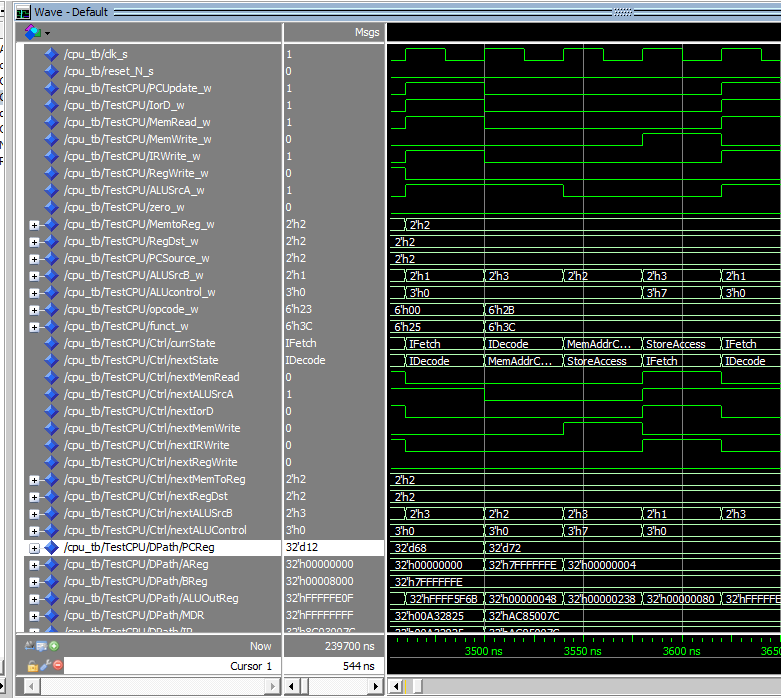 Wave - Default
Msgs
/cpu_tb/clk_s 1
/cpu_tb/reset_N_s 0
/cpu_tb/TestCPU/PCUpdate_w 1
/cpu_tb/TestCPU/IorD_w 1
/cpu_tb/TestCPU/MemRead_w 1
/cpu_tb/TestCPU/MemWrite_w 0
/cpu_tb/TestCPU/IRWrite_w 1
/cpu_tb/TestCPU/RegWrite_w 0
/cpu_tb/TestCPU/ALUSrcA_w 1
/cpu_tb/TestCPU/zero_w 0
/cpu_tb/TestCPU/MemtoReg_w 2'h2 2'h2
/cpu_tb/TestCPU/RegDst_w 2'h2 2'h2
/cpu_tb/TestCPU/PCSource_w 2'h2 2'h2
/cpu_tb/TestCPU/ALUSrcB_w 2'h1 2'h1 2'h3 2'h2 2'h3 2'h1
/cpu_tb/TestCPU/ALUcontrol_w 3'h0 3'h0 3'h7 3'h0
/cpu_tb/TestCPU/opcode_w 6'h23 6'h00 6'h2B
/cpu_tb/TestCPU/funct_w 6'h3C 6'h25 6'h3C
/cpu_tb/TestCPU/Ctrl/currState IFetch IFetch IDecode MemAddrC... StoreAccess IFetch
/cpu_tb/TestCPU/Ctrl/nextState IDecode IDecode MemAddrC... StoreAccess IFetch IDecode
/cpu_tb/TestCPU/Ctrl/nextMemRead 0
/cpu_tb/TestCPU/Ctrl/nextALUSrcA 1
/cpu_tb/TestCPU/Ctrl/nextIorD 0
/cpu_tb/TestCPU/Ctrl/nextMemWrite 0
/cpu_tb/TestCPU/Ctrl/nextIRWrite 0
/cpu_tb/TestCPU/Ctrl/nextRegWrite 0
/cpu_tb/TestCPU/Ctrl/nextMemToReg 2'h2 2'h2
/cpu_tb/TestCPU/Ctrl/nextRegDst 2'h2 2'h2
/cpu_tb/TestCPU/Ctrl/nextALUSrcB 2'h3 2'h3 2'h2 2'h3 2'h1 2'h3
/cpu_tb/TestCPU/Ctrl/nextALUControl 3'h0 3'h0 3'h0 3'h7 3'h0
/cpu_tb/TestCPU/DPath/PCReg 32'd12 32'd68 32'd72
/cpu_tb/TestCPU/DPath/AReg 32'h00000000 32'h00000000 32'h7FFFFFFE 32'h00000004
/cpu_tb/TestCPU/DPath/BReg 32'h00008000 32'h7FFFFFFE
/cpu_tb/TestCPU/DPath/ALUOutReg 32'hFFFFFE0F 32'hFFFF5F6B 32'h00000048 32'h00000238 32'h00000080 32'hFFFFFE
/cpu_tb/TestCPU/DPath/MDR 32'hFFFFFFFF 32'h00A32825 32'hAC85007C
/cpu_tb/TestCPU/DPath/IR 32'h8C03007C 32'h00A32825 32'hAC85007C
Now 239700 ns 3500 ns 3550 ns 3600 ns 365
Cursor 1 544 ns